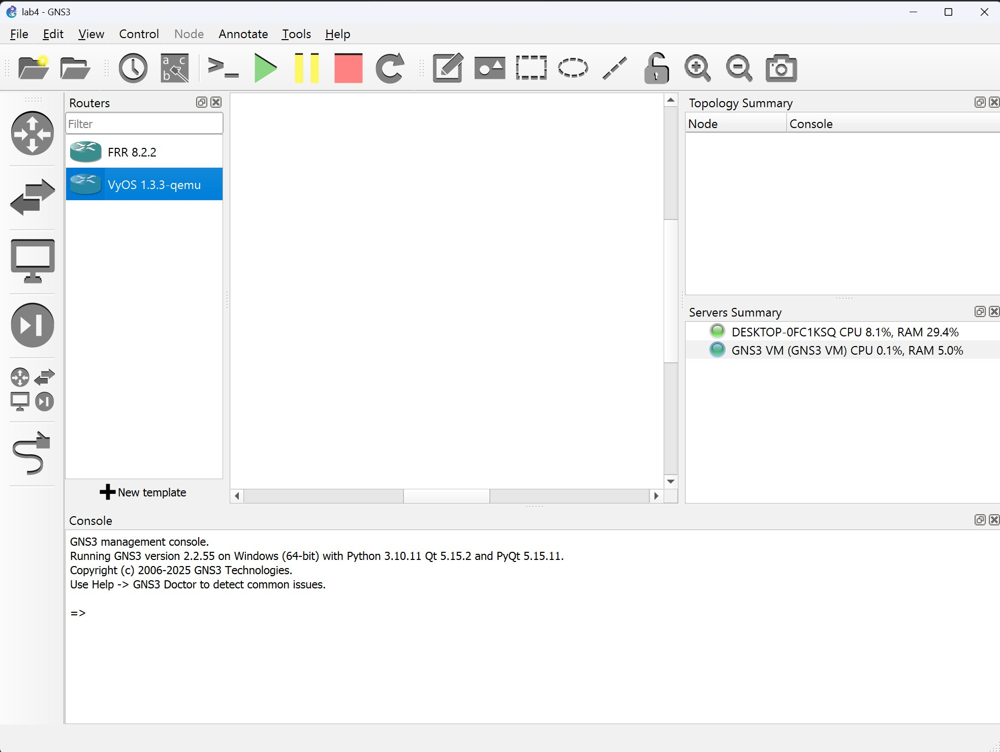 lab4 - GNS3
File Edit View Control Node Annotate Tools Help
a c
b
>_
Routers
Filter
FRR 8.2.2
VyOS 1.3.3-qemu
New template
Topology Summary
Node Console
Servers Summary
DESKTOP-0FC1KSQ CPU 8.1%, RAM 29.4%
GNS3 VM (GNS3 VM) CPU 0.1%, RAM 5.0%
Console
GNS3 management console.
Running GNS3 version 2.2.55 on Windows (64-bit) with Python 3.10.11 Qt 5.15.2 and PyQt 5.15.11.
Copyright (c) 2006-2025 GNS3 Technologies.
Use Help -> GNS3 Doctor to detect common issues.
=>